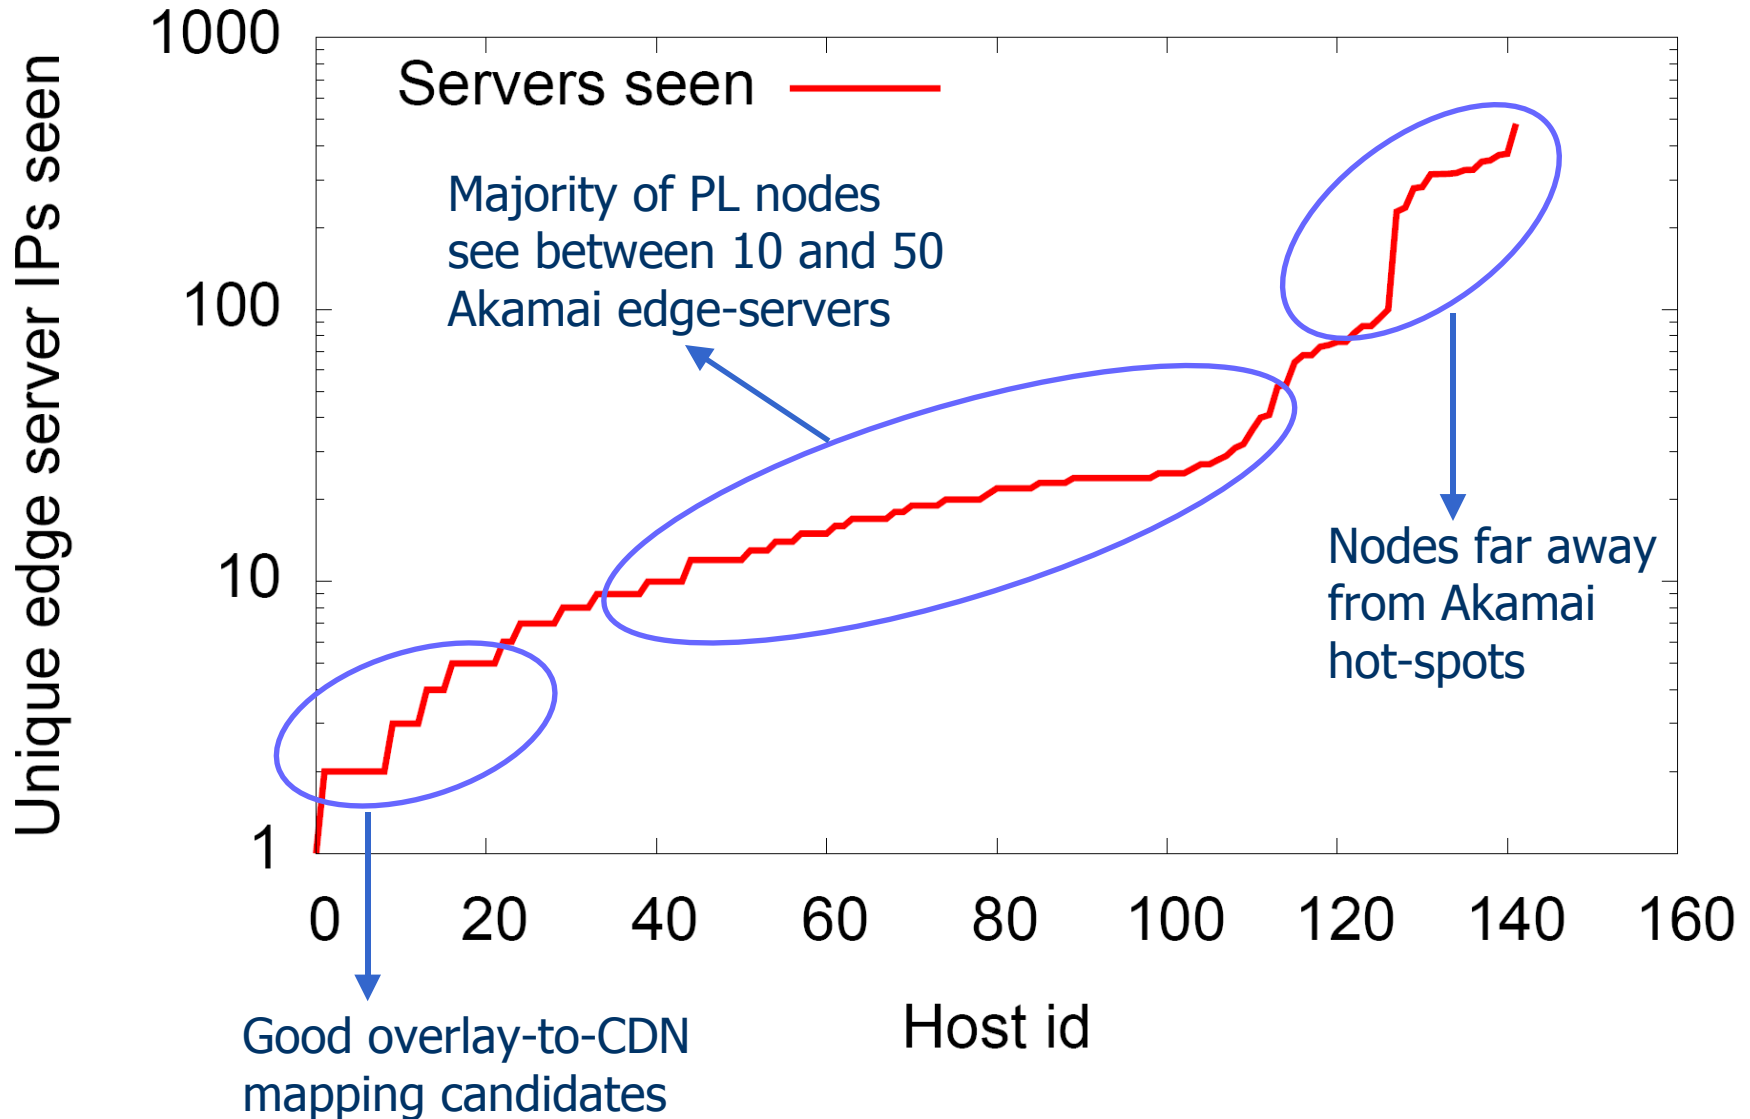 Unique edge server IPs seen
1000
100
10
1
Servers seen
Majority of PL nodes
see between 10 and 50
Akamai edge-servers
Nodes far away
from Akamai
hot-spots
0 20 40 60 80 100 120 140 160
Host id
Good overlay-to-CDN
mapping candidates